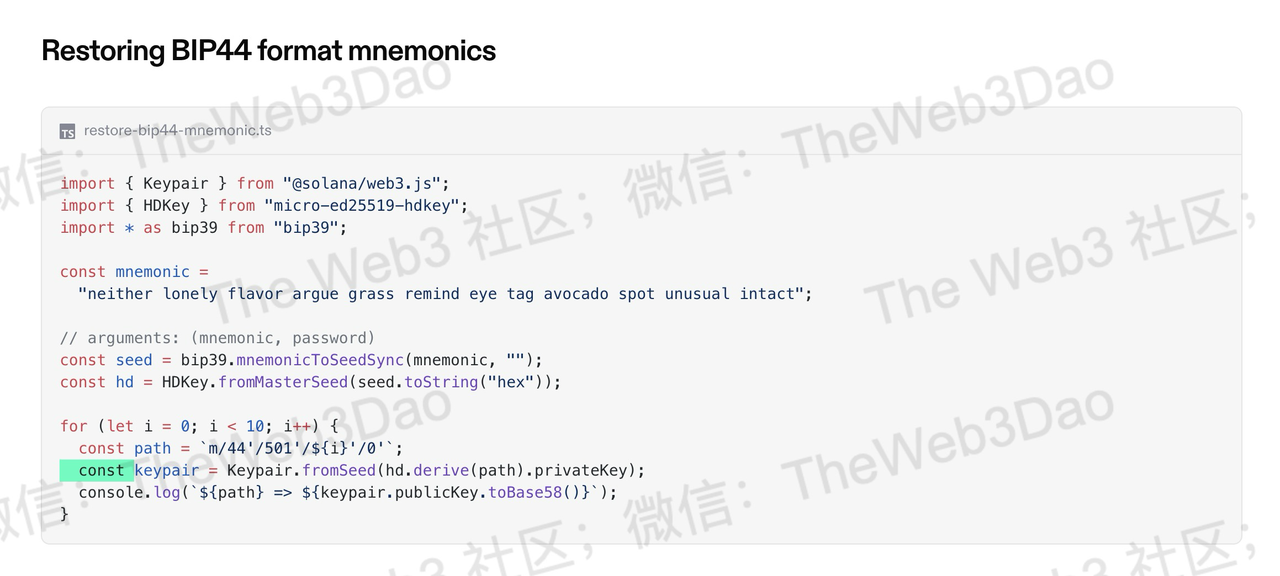 Restoring BIP44 format mnemonics
TS restore-bip44-mnemonic.ts
import { Keypair } from "@solana/web3.js";
import { HDKey } from "micro-ed25519-hdkey";
import * as bip39 from "bip39";
const mnemonic =
"neither lonely flavor argue grass remind eye tag avocado spot unusual intact";
// arguments: (mnemonic, password)
const seed = bip39.mnemonicToSeedSync(mnemonic, "");
const hd = HDKey.fromMasterSeed(seed.toString("hex"));
for (let i = 0; i < 10; i++) {
const path = `m/44'/501'/${i}'/0'`;
const keypair = Keypair.fromSeed(hd.derive(path).privateKey);
console.log(`${path} => ${keypair.publicKey.toBase58()}`);
}
微信：TheWeb3Dao
The Web3 社区；微信：TheWeb3Dao
The Web3 社区；
微信：TheWeb3Dao
社区；微信：TheWeb3Dao
社区；